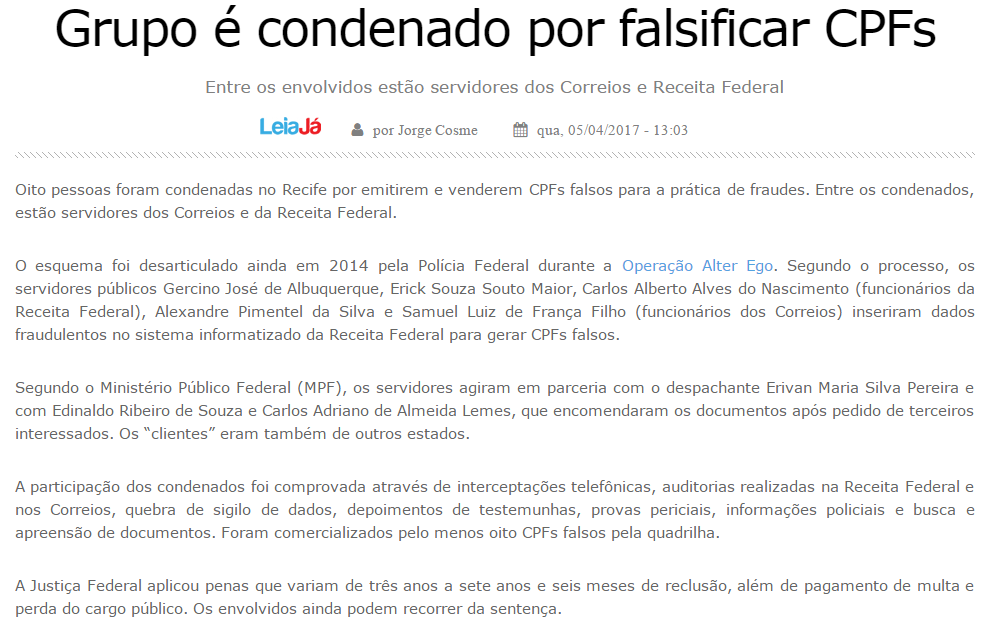 Grupo é condenado por falsificar CPFs
Entre os envolvidos estão servidores dos Correios e Receita Federal
LeiaJá por Jorge Cosme qua, 05/04/2017 - 13:03
Oito pessoas foram condenadas no Recife por emitirem e venderem CPFs falsos para a prática de fraudes. Entre os condenados,
estão servidores dos Correios e da Receita Federal.
O esquema foi desarticulado ainda em 2014 pela Polícia Federal durante a Operação Alter Ego. Segundo o processo, os
servidores públicos Gercino José de Albuquerque, Erick Souza Souto Maior, Carlos Alberto Alves do Nascimento (funcionários da
Receita Federal), Alexandre Pimentel da Silva e Samuel Luiz de França Filho (funcionários dos Correios) inseriram dados
fraudulentos no sistema informatizado da Receita Federal para gerar CPFs falsos.
Segundo o Ministério Público Federal (MPF), os servidores agiram em parceria com o despachante Erivan Maria Silva Pereira e
com Edinaldo Ribeiro de Souza e Carlos Adriano de Almeida Lemes, que encomendaram os documentos após pedido de terceiros
interessados. Os “clientes” eram também de outros estados.
A participação dos condenados foi comprovada através de interceptações telefônicas, auditorias realizadas na Receita Federal e
nos Correios, quebra de sigilo de dados, depoimentos de testemunhas, provas periciais, informações policiais e busca e
apreensão de documentos. Foram comercializados pelo menos oito CPFs falsos pela quadrilha.
A Justiça Federal aplicou penas que variam de três anos a sete anos e seis meses de reclusão, além de pagamento de multa e
perda do cargo público. Os envolvidos ainda podem recorrer da sentença.